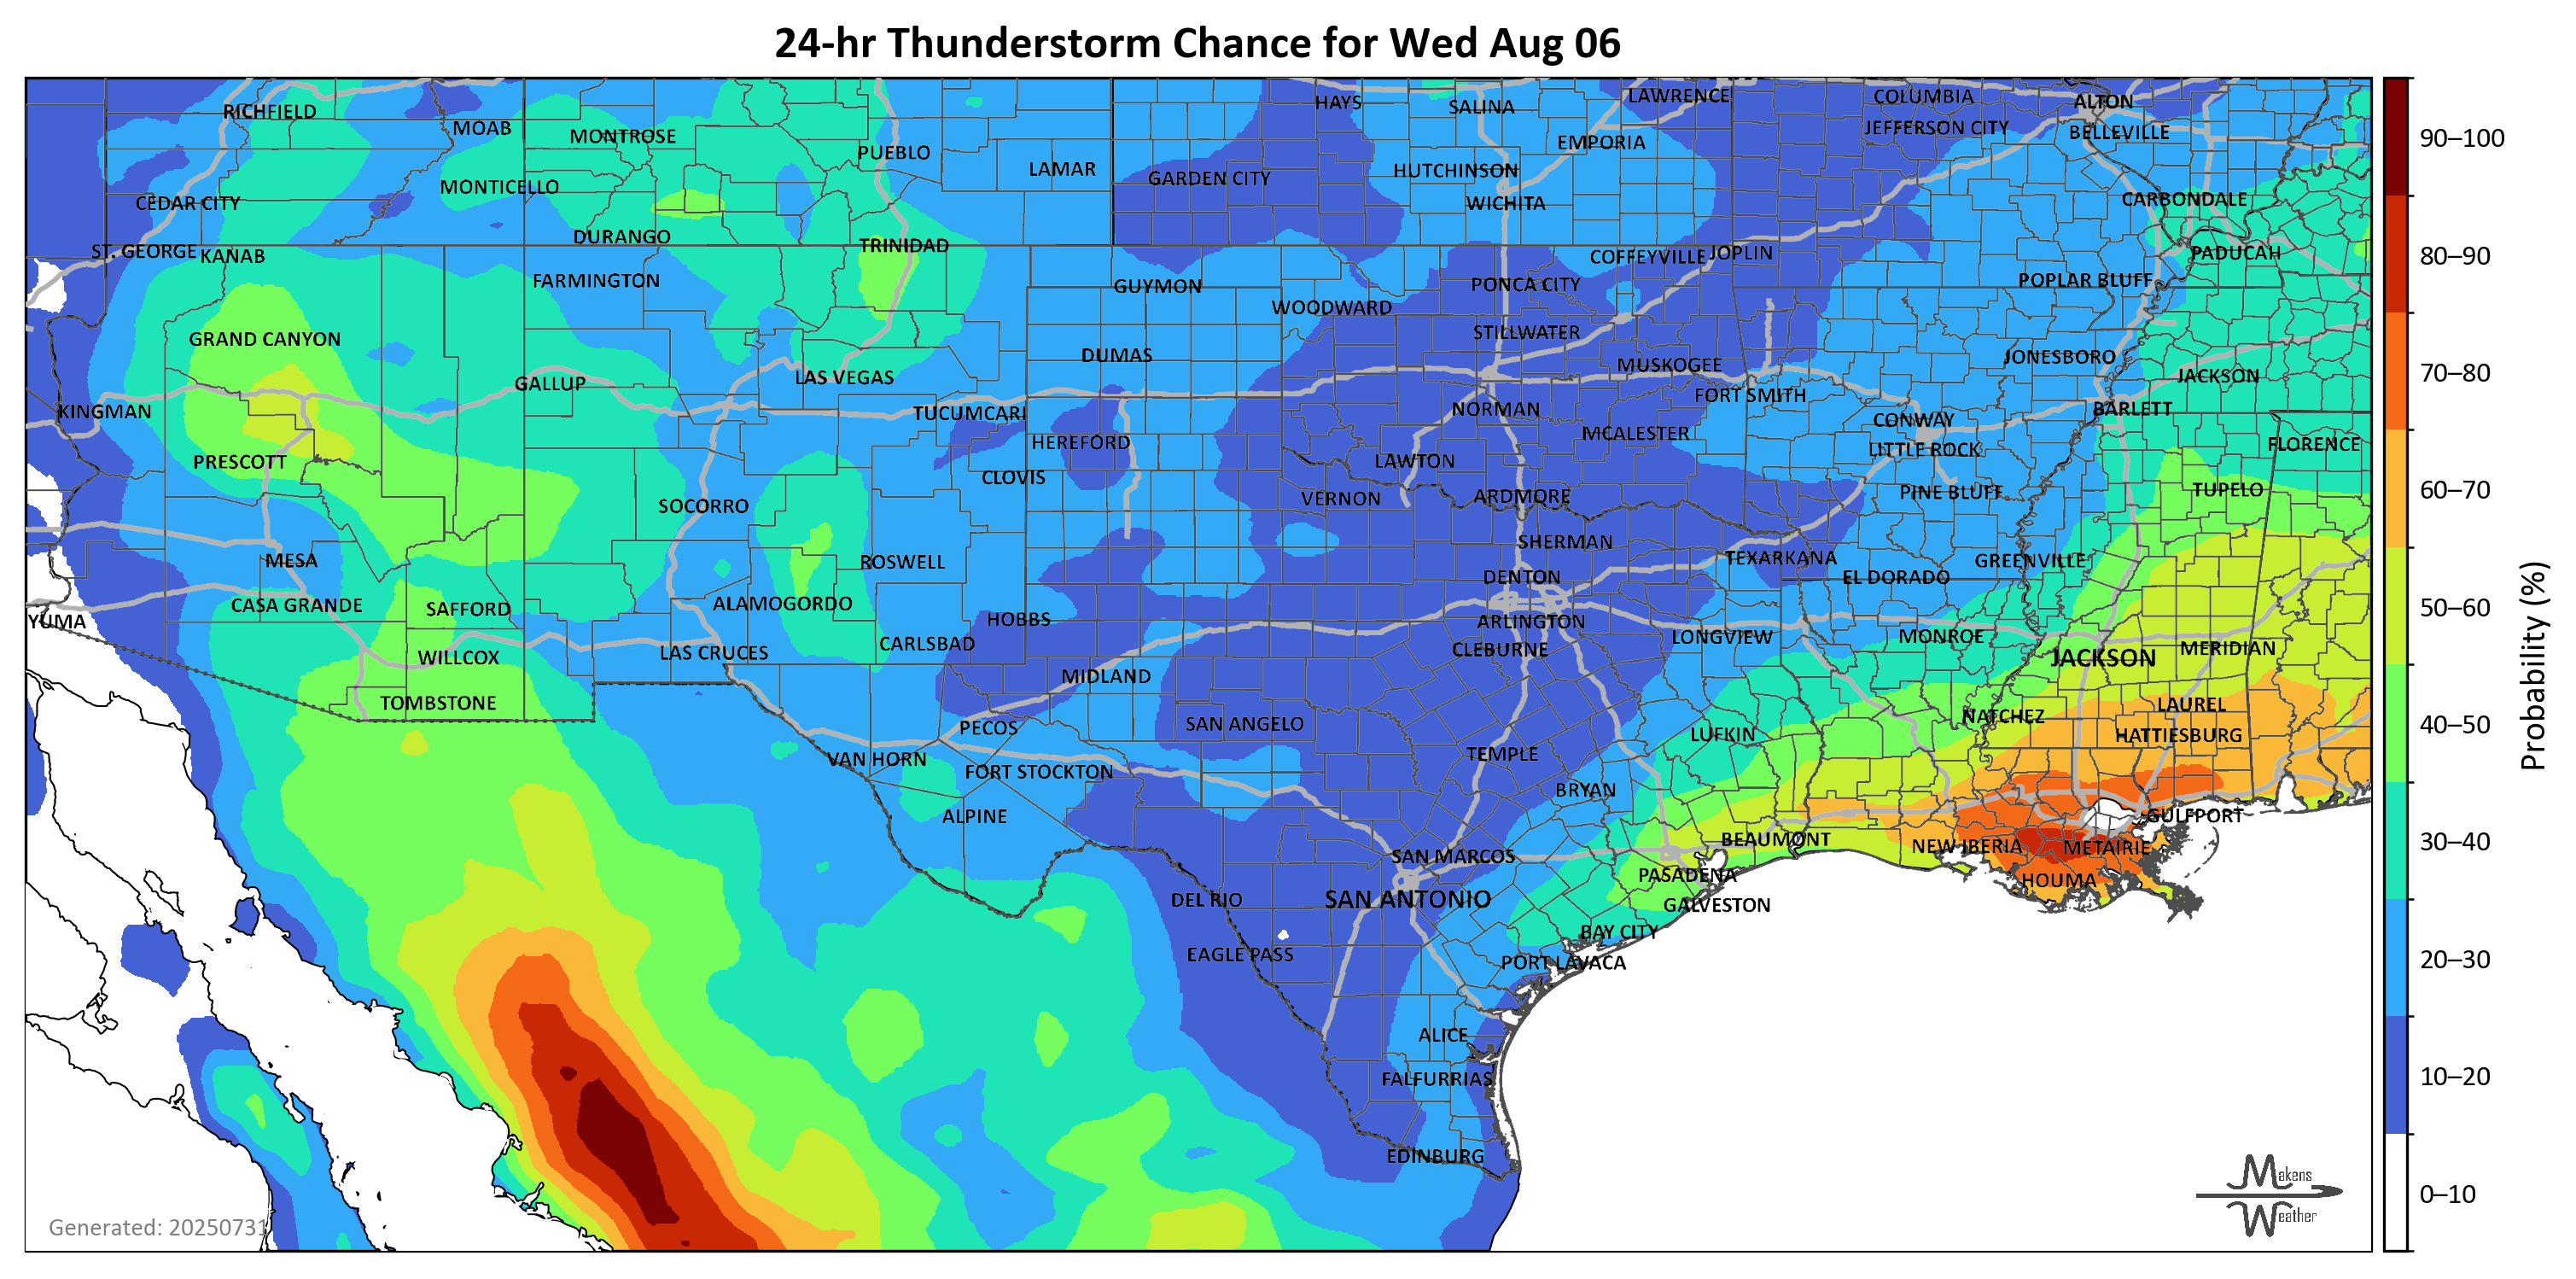 24-hr Thunderstorm Chance for Wed Aug 06
RICHFIELD
MOAB
MONTROSE
PUEBLO
LAMAR
HAYS
SALINA
LAWRENCE
COLUMBIA
ALTON
JEFFERSON CITY
BELLEVILLE
EMPORIA
90–100
MONTICELLO
GARDEN CITY
HUTCHINSON
CEDAR CITY
WICHITA
CARBONDALE
DURANGO
TRINIDAD
ST. GEORGE
KANAB
COFFEYVILLE
JOPLIN
PADUCAH
80–90
FARMINGTON
GUYMON
PONCA CITY
POPLAR BLUFF
WOODWARD
GRAND CANYON
STILLWATER
DUMAS
MUSKOGEE
JONESBORO
70–80
GALLUP
LAS VEGAS
JACKSON
FORT SMITH
KINGMAN
TUCUMCARI
NORMAN
BARLETT
CONWAY
HEREFORD
MCALESTER
LITTLE ROCK
FLORENCE
PRESCOTT
LAWTON
CLOVIS
60–70
SOCORRO
VERNON
ARDMORE
PINE BLUFF
TUPELO
MESA
ROSWELL
SHERMAN
TEXARKANA
GREENVILLE
DENTON
EL DORADO
50–60
CASA GRANDE
SAFFORD
ALAMOGORDO
HOBBS
YUMA
ARLINGTON
LONGVIEW
MONROE
CARLSBAD
WILLCOX
LAS CRUCES
CLEBURNE
JACKSON
MERIDIAN
MIDLAND
Probability (%)
TOMBSTONE
LAUREL
PECOS
SAN ANGELO
NATCHEZ
40–50
LUFKIN
HATTIESBURG
VAN HORN
TEMPLE
FORT STOCKTON
BRYAN
ALPINE
GULFPORT
BEAUMONT
30–40
SAN MARCOS
NEW IBERIA
METAIRIE
PASADENA
HOUMA
DEL RIO
SAN ANTONIO
GALVESTON
BAY CITY
EAGLE PASS
PORT LAVACA
20–30
ALICE
FALFURRIAS
10–20
EDINBURG
Makens
Weather
0–10
Generated: 20250731